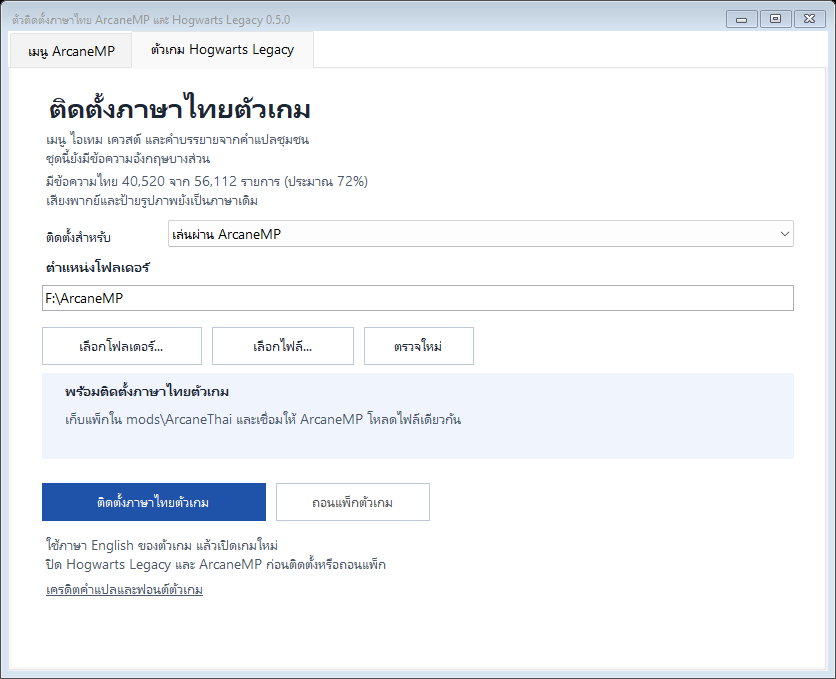 ตัวติดตั้งภาษาไทย ArcaneMP และ Hogwarts Legacy 0.5.0
เมนู ArcaneMP
ตัวเกม Hogwarts Legacy
ติดตั้งภาษาไทยตัวเกม
เมนู ไอเทม เควสต์ และคำบรรยายจากคำแปลชุมชน
ชุดนี้ยังมีข้อความอังกฤษบางส่วน
มีข้อความไทย 40,520 จาก 56,112 รายการ (ประมาณ 72%)
เสียงพากย์และป้ายรูปภาพยังเป็นภาษาเดิม
ติดตั้งสำหรับ
เล่นผ่าน ArcaneMP
ตำแหน่งโฟลเดอร์
F:\ArcaneMP
เลือกโฟลเดอร์...
เลือกไฟล์...
ตรวจใหม่
พร้อมติดตั้งภาษาไทยตัวเกม
เก็บแพ็กใน mods\ArcaneThai และเชื่อมให้ ArcaneMP โหลดไฟล์เดียวกัน
ติดตั้งภาษาไทยตัวเกม
ถอนแพ็กตัวเกม
ใช้ภาษา English ของตัวเกม แล้วเปิดเกมใหม่
ปิด Hogwarts Legacy และ ArcaneMP ก่อนติดตั้งหรือถอนแพ็ก
เครดิตคำแปลและฟอนต์ตัวเกม